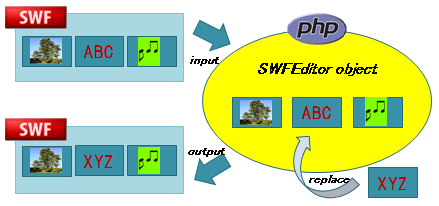 SWF
ABC
input
php
SWFEditor object
ABC
SWF
XYZ
output
replace
XYZ